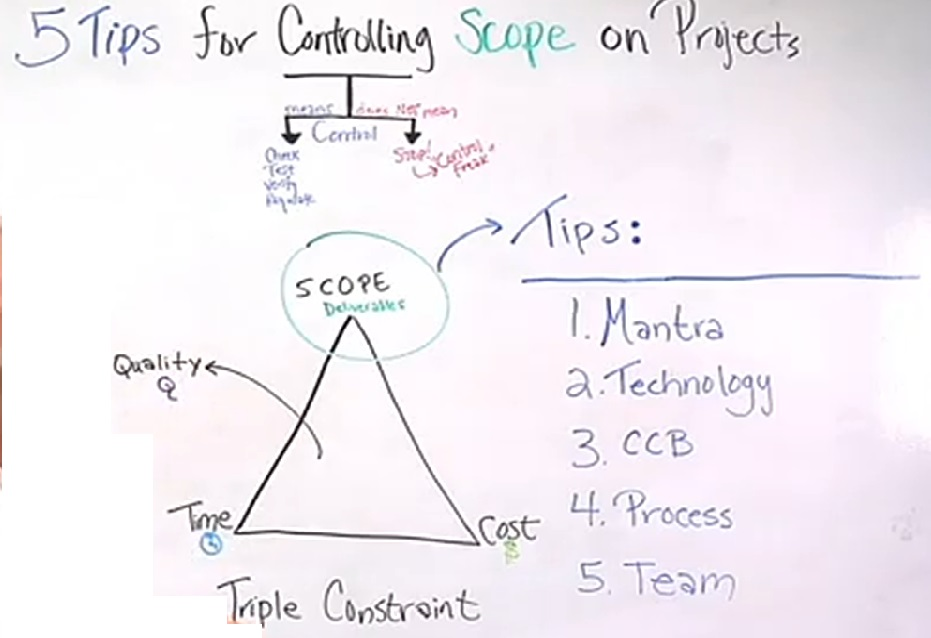 5 Tips for Controlling Scope on Projects
means
does Not mean
Control
Check
Test
Verify
Regulate
Stop!
Control
Freak
Tips:
SCOPE
Deliverables
1. Mantra
Quality
Q
2. Technology
3. CCB
4. Process
Time
Cost
5. Team
Triple Constraint